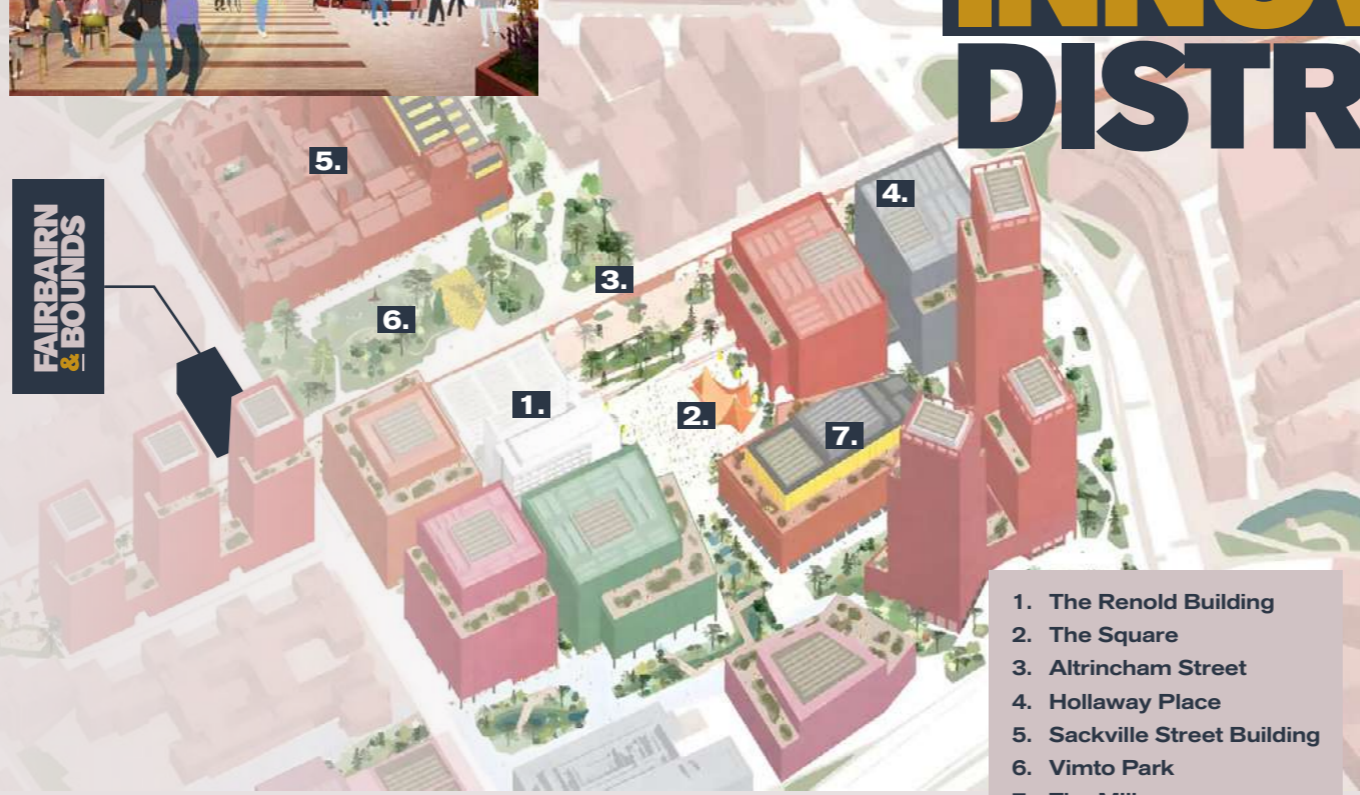 DISTR
5.
4.
FAIRBAIRN
& BOUNDS
3.
6.
1.
2.
7.
1. The Renold Building
2. The Square
3. Altrincham Street
4. Hollaway Place
5. Sackville Street Building
6. Vimto Park